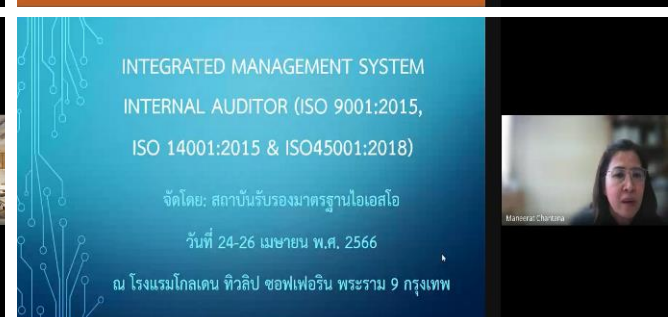 INTEGRATED MANAGEMENT SYSTEM
INTERNAL AUDITOR (ISO 9001:2015,
ISO 14001:2015 & ISO45001:2018)
จัดโดย: สถาบันรับรองมาตรฐานไอเอสโอ
วันที่ 24-26 เมษายน พ.ศ. 2566
ณ โรงแรมโกลเดน ทิวลิป ซอฟเฟอริน พระราม 9 กรุงเทพ
Maneerat Chantana